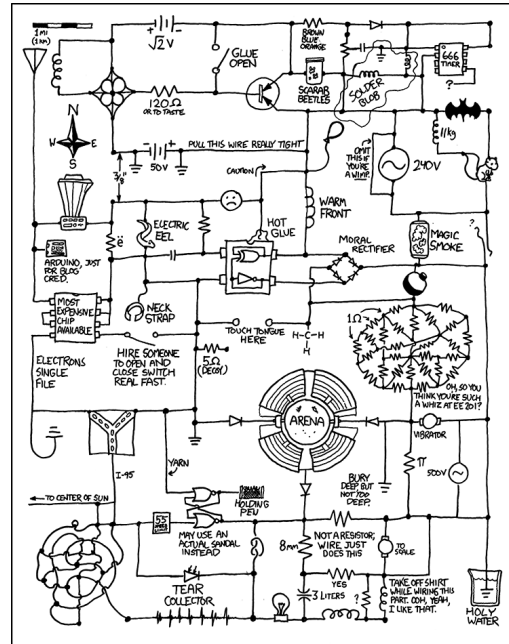 1 MI
(1 KM)
√2 V
GLUE
OPEN
BROWN
BLUE
ORANGE
SCARAB
BEETLES
SOLDER
BLOB
666
TIMER
?
120Ω
OR TO TASTE
N
W
E
S
PULL THIS WIRE REALLY TIGHT
50V
3/8"
CAUTION
OMIT
THIS IF
YOU'RE
A WIMP
240V
11kg
ELECTRIC
EEL
HOT
GLUE
WARM
FRONT
MORAL
RECTIFIER
MAGIC
SMOKE
?
ë
ARDUINO, JUST
FOR BLOG
CRED.
MOST
EXPENSIVE
CHIP
AVAILABLE
NECK
STRAP
TOUCH TONGUE
HERE
H-C-H
H
1Ω
ELECTRONS
SINGLE
FILE
HIRE SOMEONE
TO OPEN AND
CLOSE SWITCH
REAL FAST.
5Ω
(DECOY)
OH, SO YOU
THINK YOU'RE SUCH
A WHIZ AT EE 201?
ARENA
VIBRATOR
I-95
YARN
BURY
DEEP, BUT
NOT TOO
DEEP.
π
500V
TO CENTER OF SUN
HOLDING
PEN
55
MAY USE AN
ACTUAL SANDAL
INSTEAD
NOT A RESISTOR;
WIRE JUST
DOES THIS
8mm
TO
SCALE
TEAR
COLLECTOR
YES
3 LITERS
?
TAKE OFF SHIRT
WHILE WIRING THIS
PART. OOH, YEAH,
I LIKE THAT.
HOLY
WATER